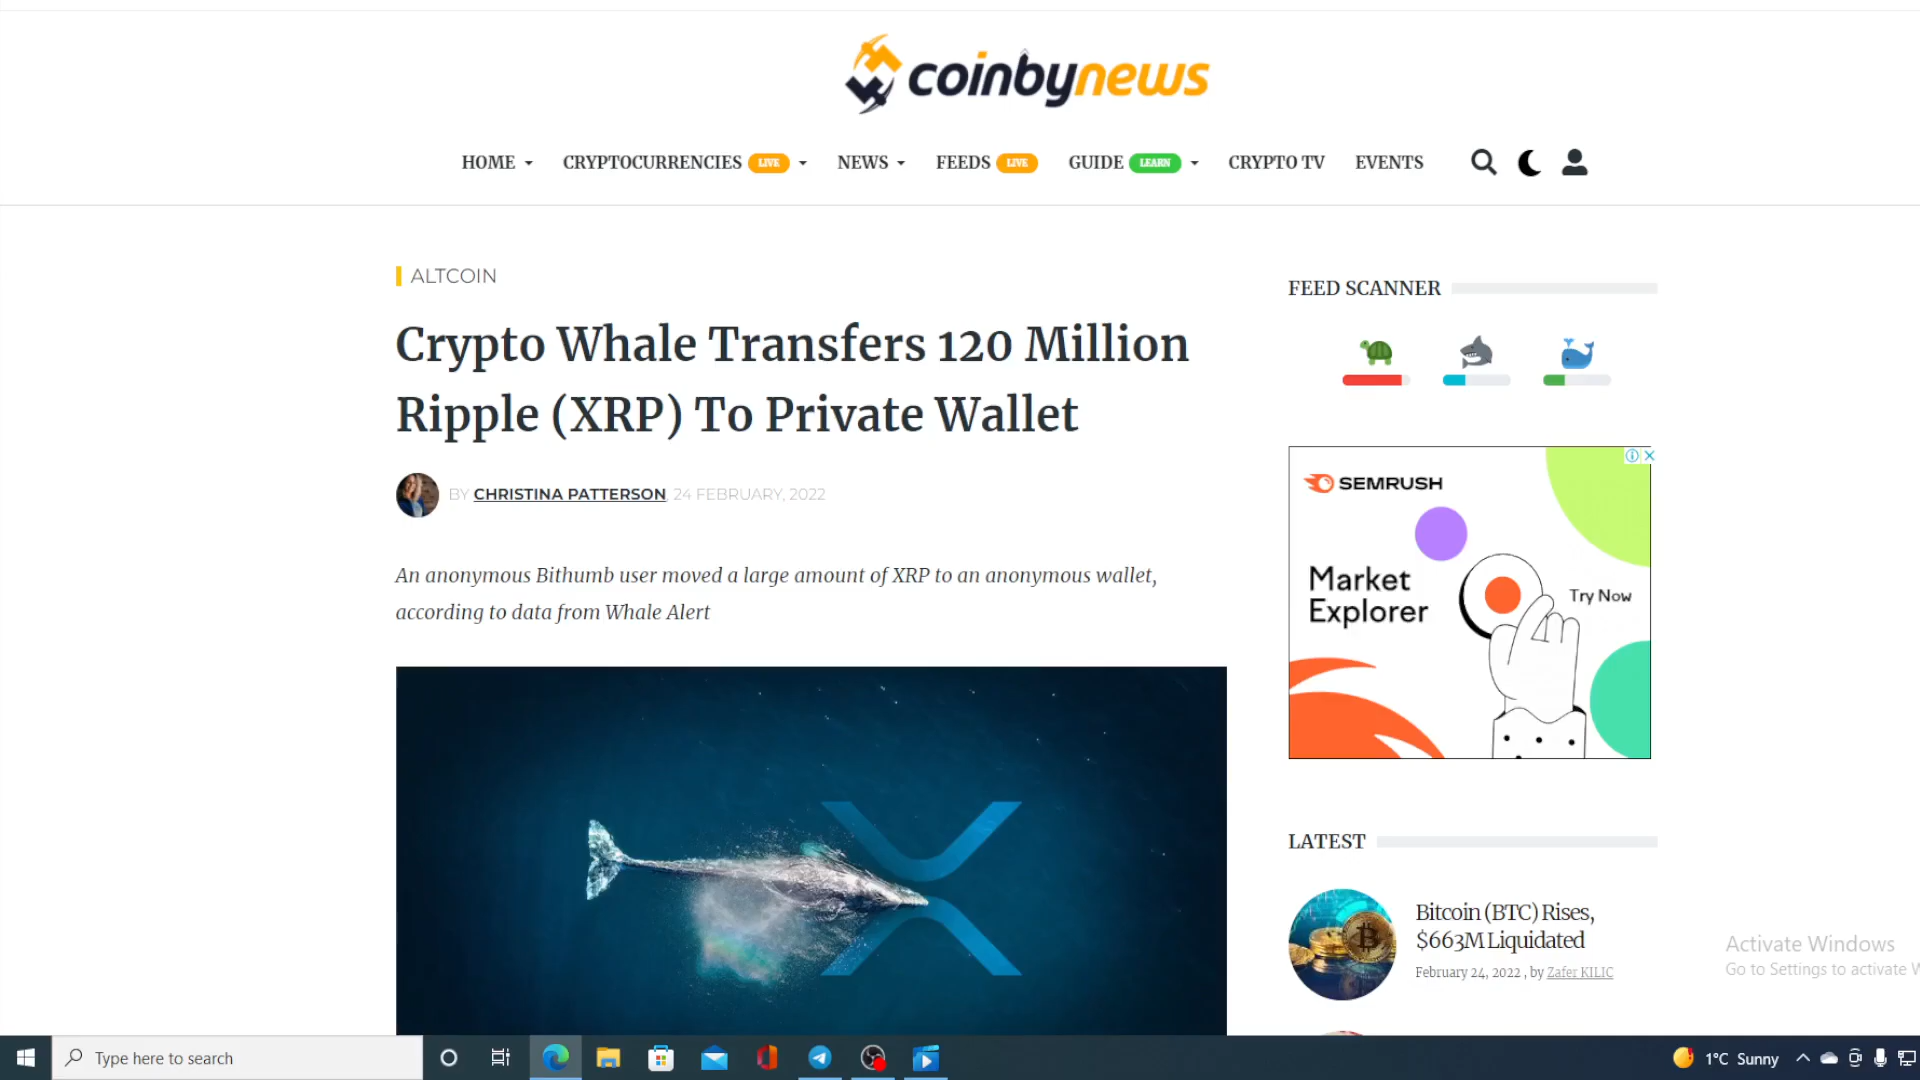 coinbynews
HOME
CRYPTOCURRENCIES LIVE
NEWS
FEEDS LIVE
GUIDE LEARN
CRYPTO TV
EVENTS
ALTCOIN
Crypto Whale Transfers 120 Million
Ripple (XRP) To Private Wallet
BY CHRISTINA PATTERSON, 24 FEBRUARY, 2022
An anonymous Bithumb user moved a large amount of XRP to an anonymous wallet,
according to data from Whale Alert
FEED SCANNER
SEMRUSH
Market
Explorer
Try Now
LATEST
Bitcoin (BTC) Rises,
$663M Liquidated
February 24, 2022 , by Zafer KILIC
Activate Windows
Go to Settings to activate W
Type here to search
1°C Sunny